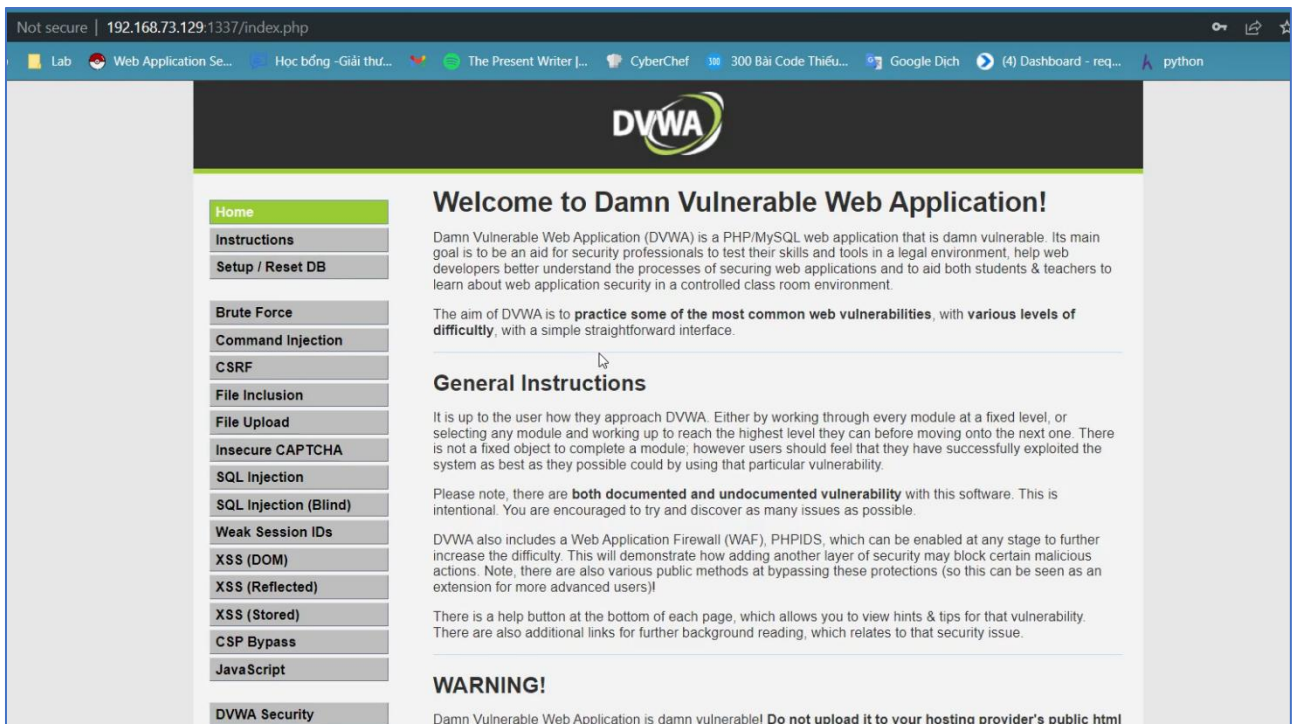 Not secure | 192.168.73.129:1337/index.php
Lab Web Application Se... Học bổng -Giải thư... The Present Writer |... CyberChef 300 300 Bài Code Thiếu... Google Dịch (4) Dashboard - req... python
DVWA
Home
Instructions
Setup / Reset DB
Brute Force
Command Injection
CSRF
File Inclusion
File Upload
Insecure CAPTCHA
SQL Injection
SQL Injection (Blind)
Weak Session IDs
XSS (DOM)
XSS (Reflected)
XSS (Stored)
CSP Bypass
JavaScript
DVWA Security
Welcome to Damn Vulnerable Web Application!
Damn Vulnerable Web Application (DVWA) is a PHP/MySQL web application that is damn vulnerable. Its main
goal is to be an aid for security professionals to test their skills and tools in a legal environment, help web
developers better understand the processes of securing web applications and to aid both students & teachers to
learn about web application security in a controlled class room environment.
The aim of DVWA is to practice some of the most common web vulnerabilities, with various levels of
difficultly, with a simple straightforward interface.
General Instructions
It is up to the user how they approach DVWA. Either by working through every module at a fixed level, or
selecting any module and working up to reach the highest level they can before moving onto the next one. There
is not a fixed object to complete a module; however users should feel that they have successfully exploited the
system as best as they possible could by using that particular vulnerability.
Please note, there are both documented and undocumented vulnerability with this software. This is
intentional. You are encouraged to try and discover as many issues as possible.
DVWA also includes a Web Application Firewall (WAF), PHPIDS, which can be enabled at any stage to further
increase the difficulty. This will demonstrate how adding another layer of security may block certain malicious
actions. Note, there are also various public methods at bypassing these protections (so this can be seen as an
extension for more advanced users)!
There is a help button at the bottom of each page, which allows you to view hints & tips for that vulnerability.
There are also additional links for further background reading, which relates to that security issue.
WARNING!
Damn Vulnerable Web Application is damn vulnerable! Do not upload it to your hosting provider's public html